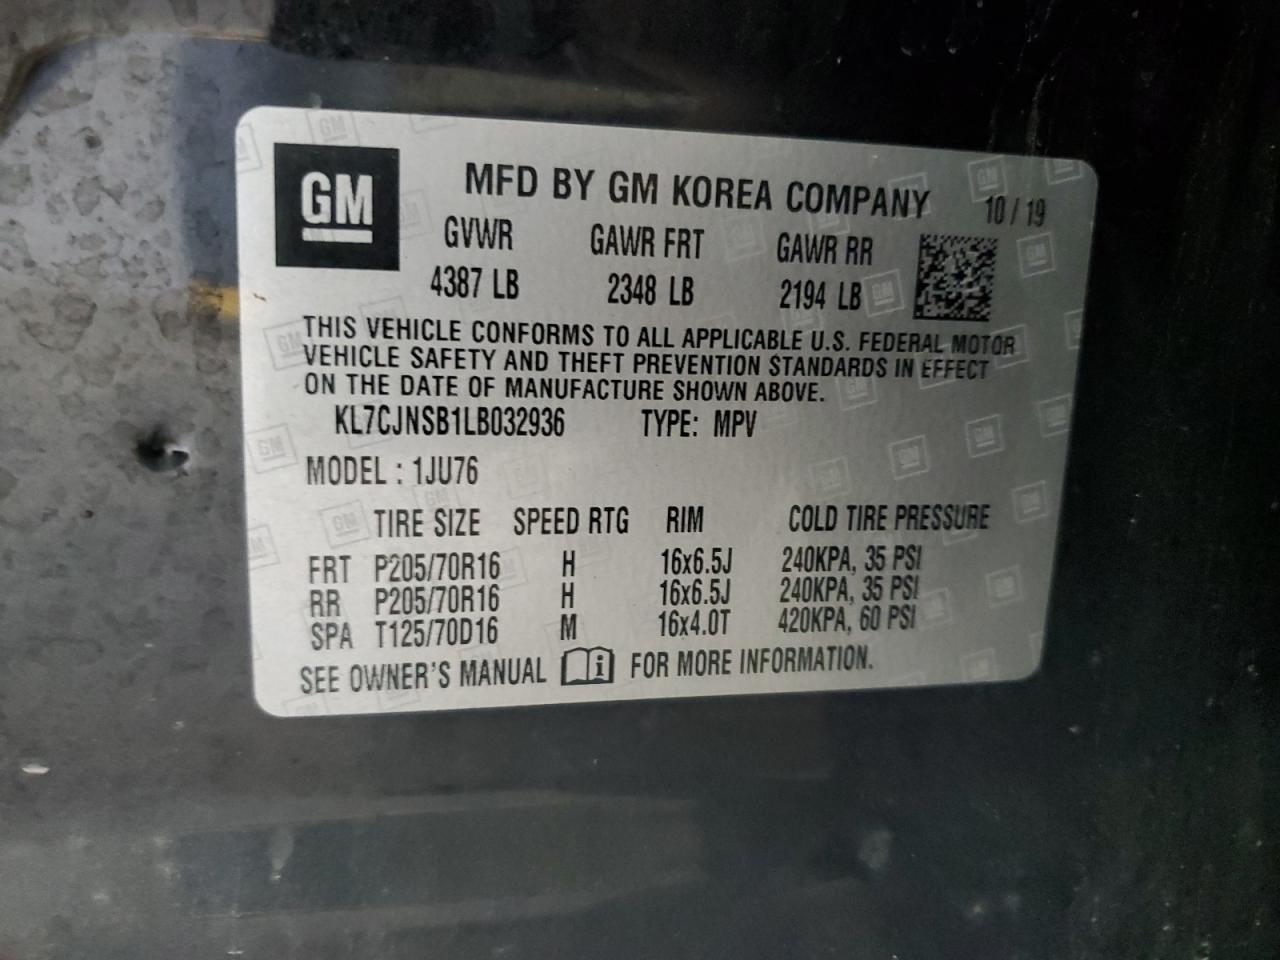 GM
MFD BY GM KOREA COMPANY 10 / 19
GVWR GAWR FRT GAWR RR
4387 LB 2348 LB 2194 LB
THIS VEHICLE CONFORMS TO ALL APPLICABLE U.S. FEDERAL MOTOR
VEHICLE SAFETY AND THEFT PREVENTION STANDARDS IN EFFECT
ON THE DATE OF MANUFACTURE SHOWN ABOVE.
KL7CJNSB1LB032936 TYPE: MPV
MODEL : 1JU76
TIRE SIZE SPEED RTG RIM COLD TIRE PRESSURE
FRT P205/70R16 H 16x6.5J 240KPA, 35 PSI
RR P205/70R16 H 16x6.5J 240KPA, 35 PSI
SPA T125/70D16 M 16x4.0T 420KPA, 60 PSI
SEE OWNER'S MANUAL FOR MORE INFORMATION.